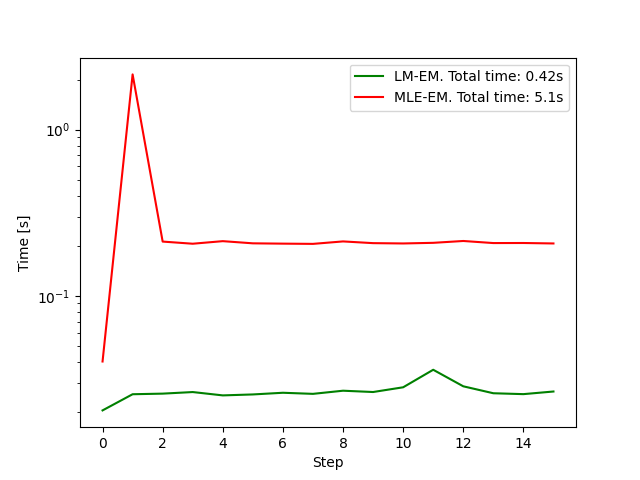 LM-EM. Total time: 0.42s
MLE-EM. Total time: 5.1s
10⁰
10⁻¹
Time [s]
0 2 4 6 8 10 12 14
Step